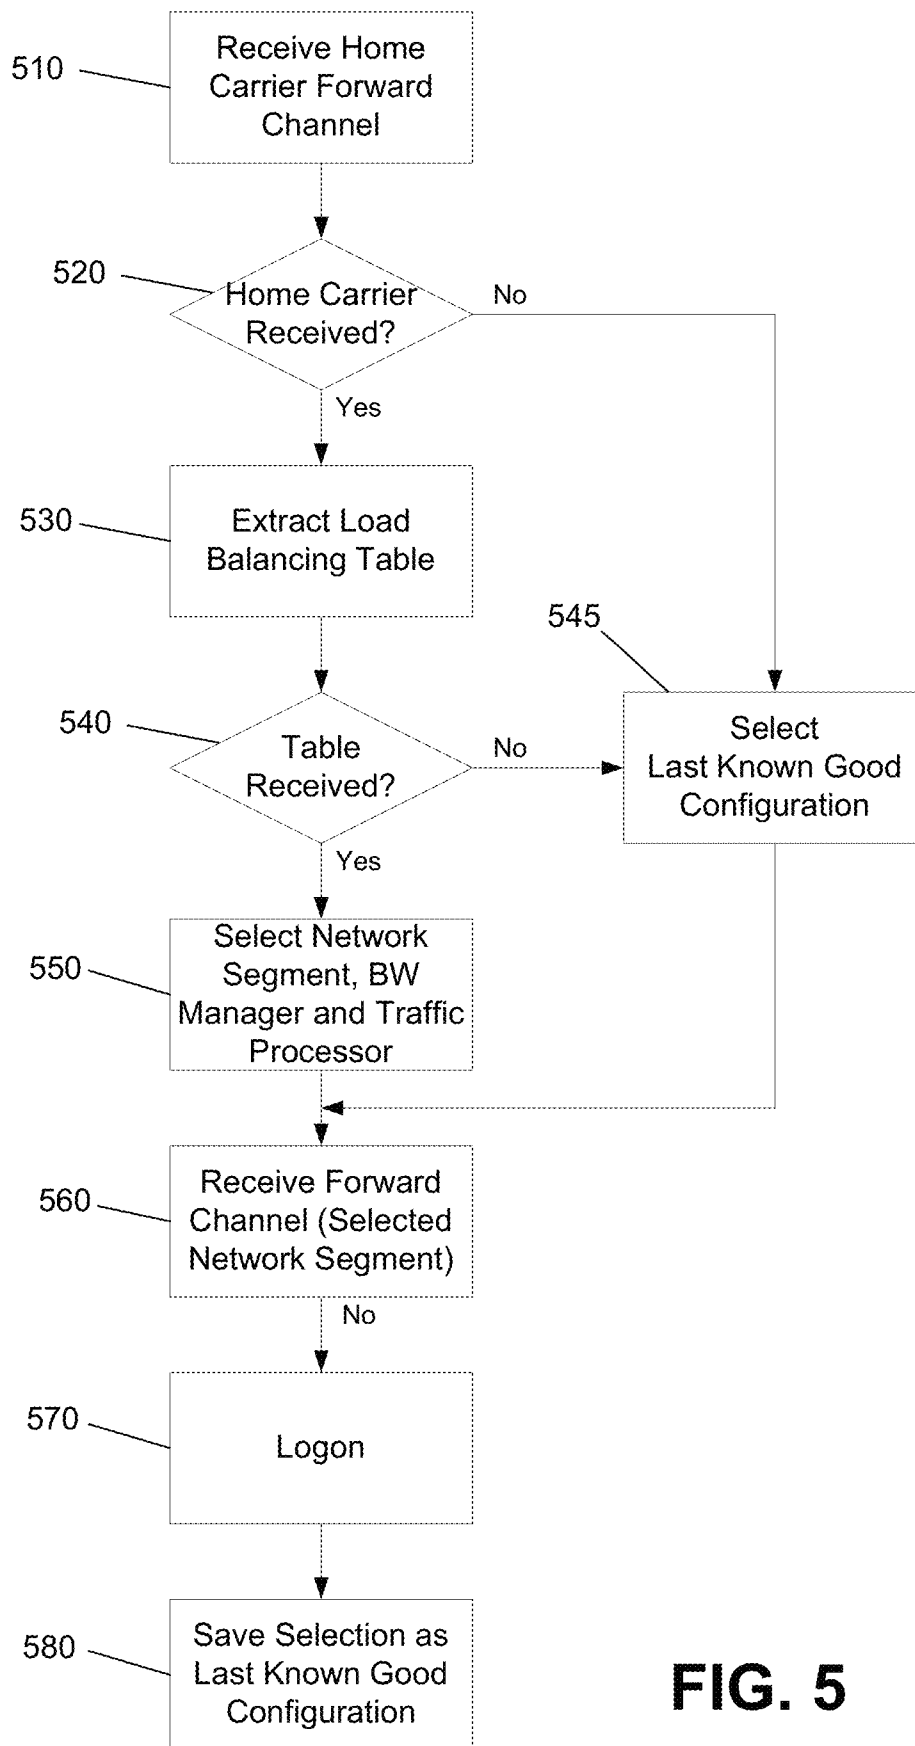 510
Receive Home
Carrier Forward
Channel
520
Home Carrier
Received?
No
Yes
530
Extract Load
Balancing Table
545
540
Table
Received?
No
Select
Last Known Good
Configuration
Yes
550
Select Network
Segment, BW
Manager and Traffic
Processor
560
Receive Forward
Channel (Selected
Network Segment)
No
570
Logon
580
Save Selection as
Last Known Good
Configuration
FIG. 5